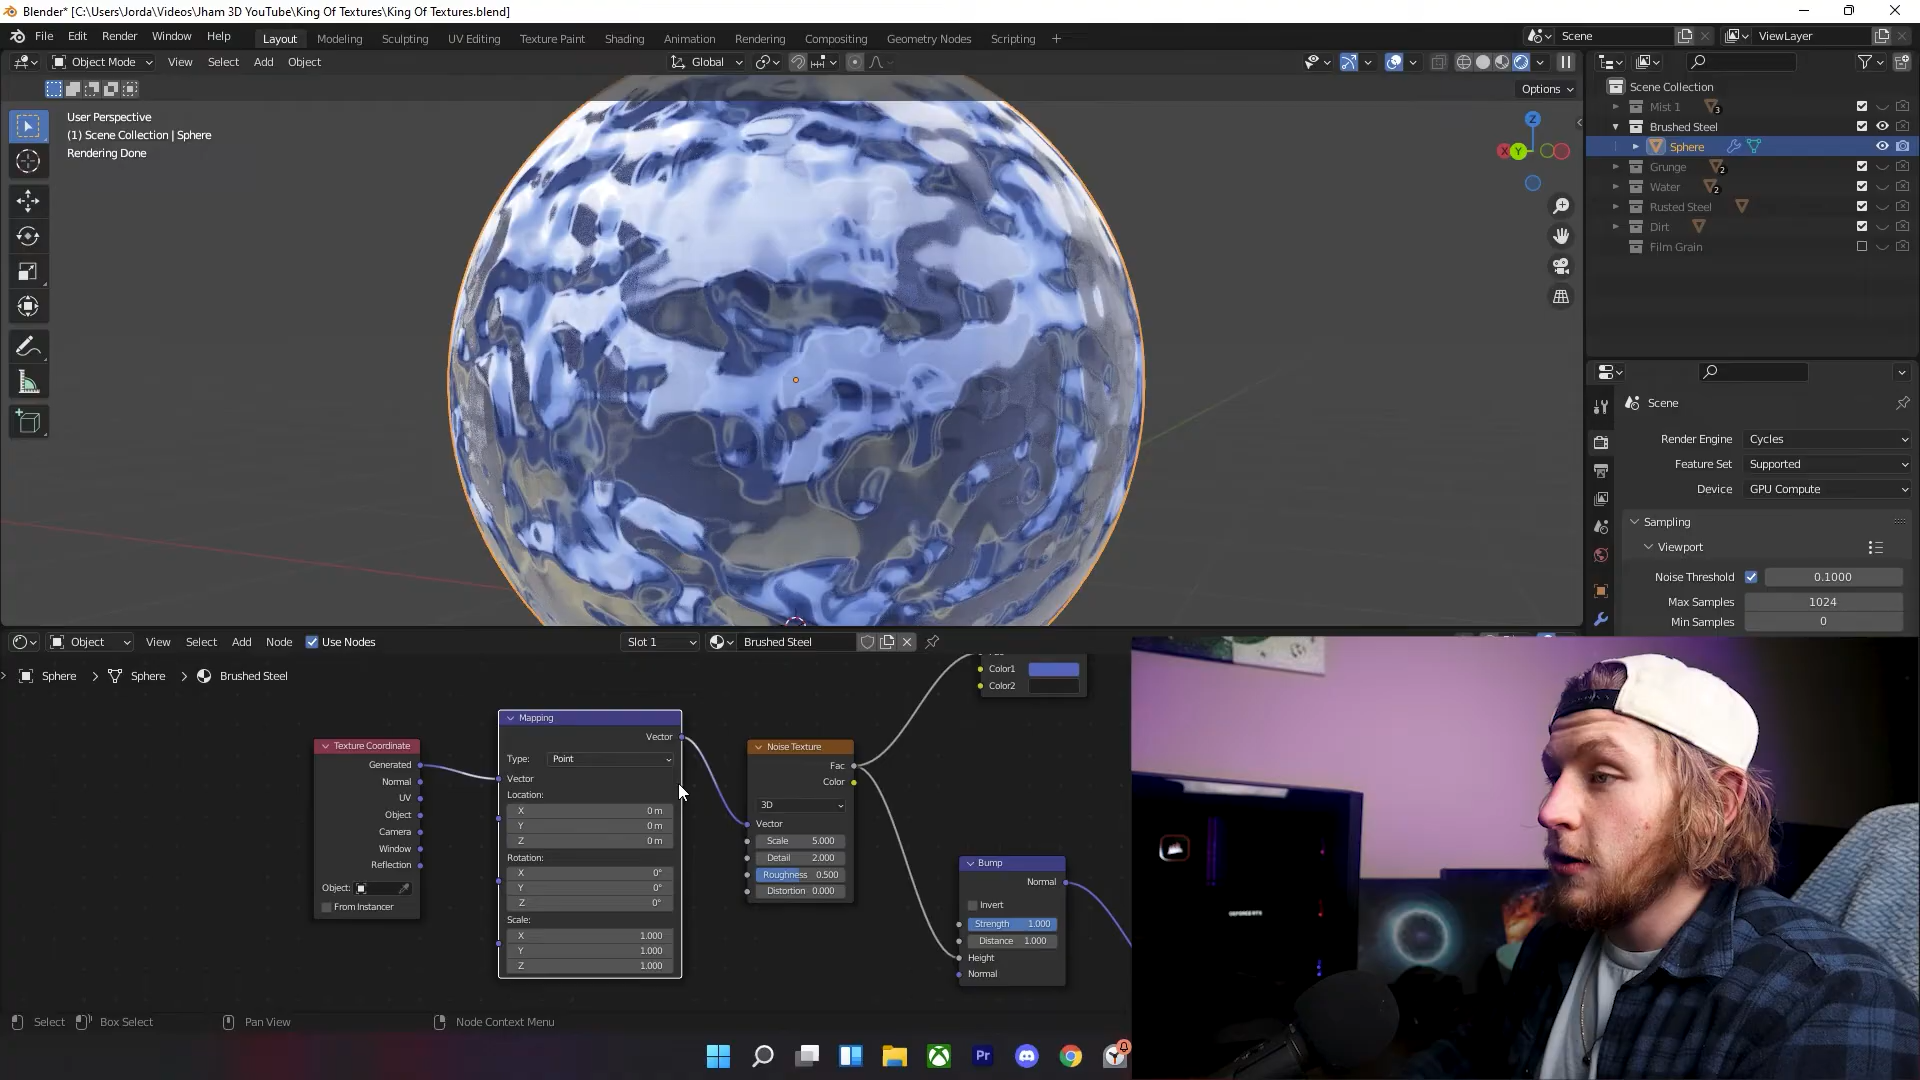 Blender* [C:\Users\Jorda\Videos\Jham 3D YouTube\King Of Textures\King Of Textures.blend]
File Edit Render Window Help Layout Modeling Sculpting UV Editing Texture Paint Shading Animation Rendering Compositing Geometry Nodes Scripting + Scene ViewLayer
Object Mode View Select Add Object Global
Options
User Perspective
(1) Scene Collection | Sphere
Rendering Done
Z
X Y
Scene Collection
Mist 1 3
Brushed Steel
Sphere
Grunge 2
Water 2
Rusted Steel
Dirt
Film Grain
Scene
Render Engine Cycles
Feature Set Supported
Device GPU Compute
Sampling
Viewport
Noise Threshold 0.1000
Max Samples 1024
Min Samples 0
Object View Select Add Node Use Nodes Slot 1 Brushed Steel
Sphere > Sphere > Brushed Steel
Color1
Color2
Texture Coordinate
Generated
Normal
UV
Object
Camera
Window
Reflection
Object:
From Instancer
Mapping
Vector
Type: Point
Vector
Location:
X 0 m
Y 0 m
Z 0 m
Rotation:
X 0°
Y 0°
Z 0°
Scale:
X 1.000
Y 1.000
Z 1.000
Noise Texture
Fac
Color
3D
Vector
Scale 5.000
Detail 2.000
Roughness 0.500
Distortion 0.000
Bump
Normal
Invert
Strength 1.000
Distance 1.000
Height
Normal
Select Box Select Pan View Node Context Menu
Pr
GEFORCE RTX